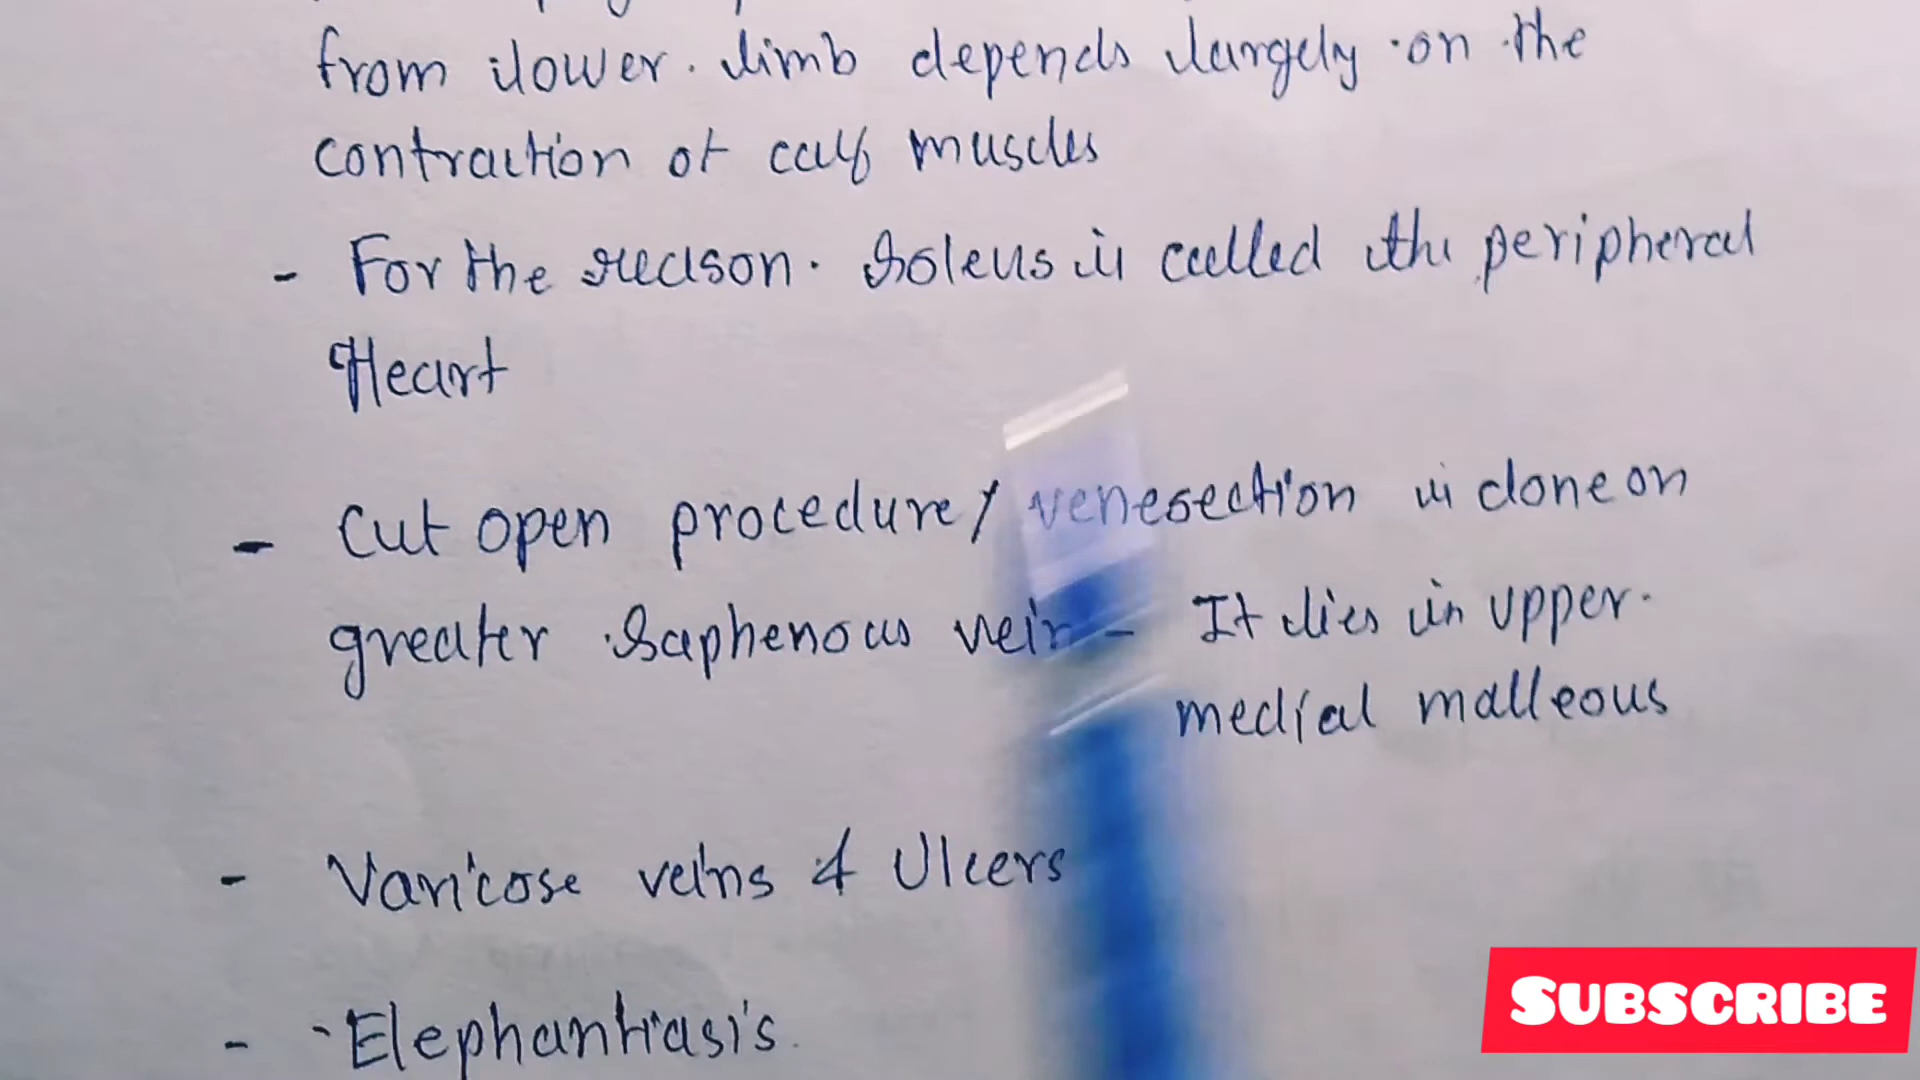 from lower limb depends largely on the
contraction of calf muscles
- For the reason. Soleus is called the peripheral
Heart
- Cut open procedure / venesection is done on
greater saphenous vein - It lies in upper
medial malleous
- Varicose veins & Ulcers
- Elephantiasis
SUBSCRIBE